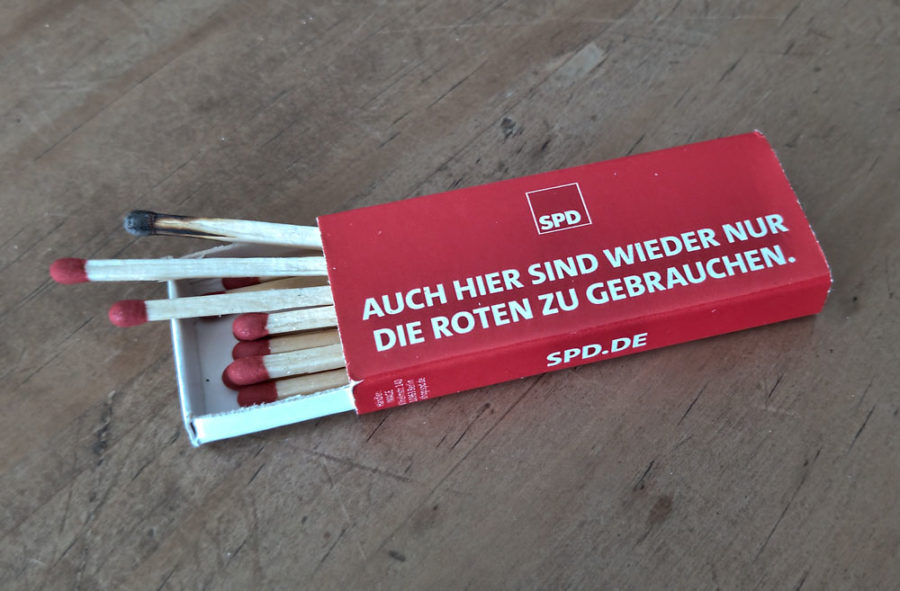 SPD
AUCH HIER SIND WIEDER NUR
DIE ROTEN ZU GEBRAUCHEN.
SPD.DE